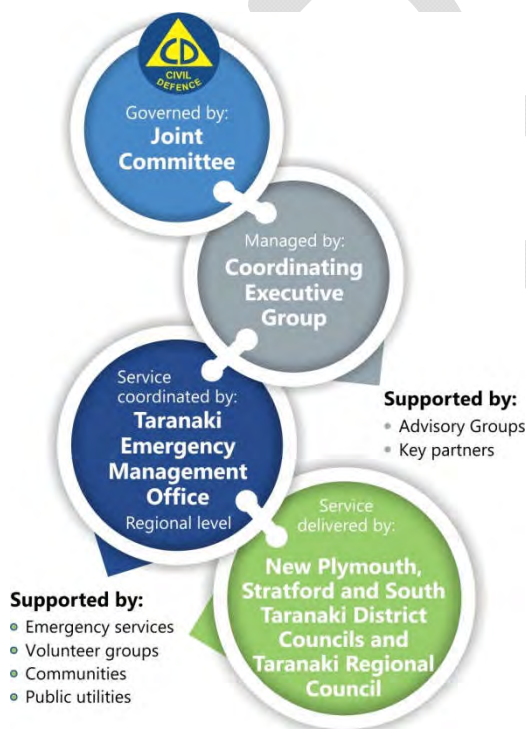 CD
CIVIL
DEFENCE
Governed by:
Joint
Committee
Managed by:
Coordinating
Executive
Group
Service
coordinated by:
Taranaki
Emergency
Management
Office
Regional level
Supported by:
Advisory Groups
Key partners
Service
delivered by:
New Plymouth,
Stratford and South
Taranaki District
Councils and
Taranaki Regional
Council
Supported by:
Emergency services
Volunteer groups
Communities
Public utilities